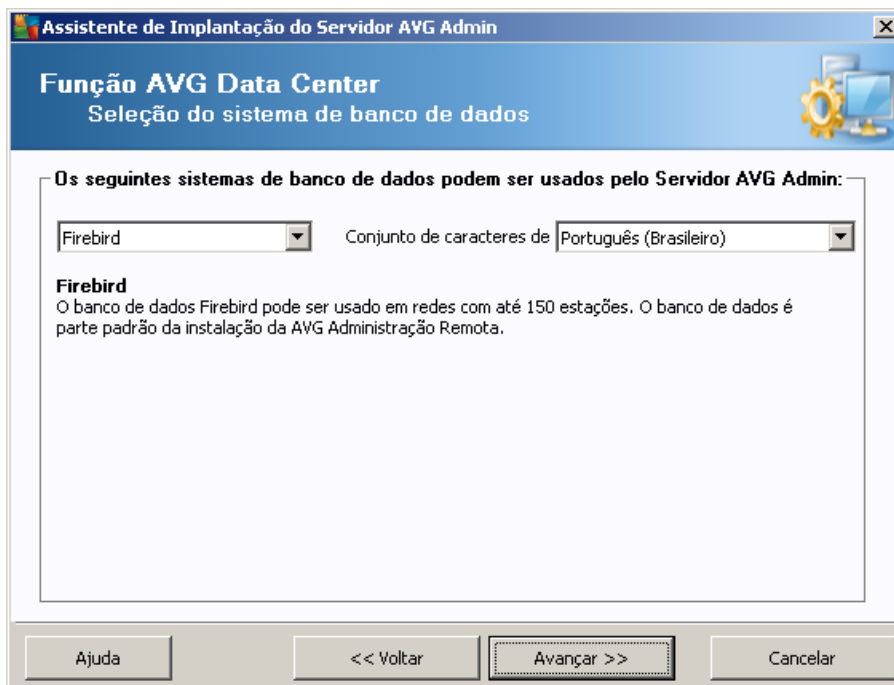 Assistente de Implantação do Servidor AVG Admin
Função AVG Data Center
Seleção do sistema de banco de dados
Os seguintes sistemas de banco de dados podem ser usados pelo Servidor AVG Admin:
Firebird
Conjunto de caracteres de Português (Brasileiro)
Firebird
O banco de dados Firebird pode ser usado em redes com até 150 estações. O banco de dados é
parte padrão da instalação da AVG Administração Remota.
Ajuda
<< Voltar
Avançar >>
Cancelar